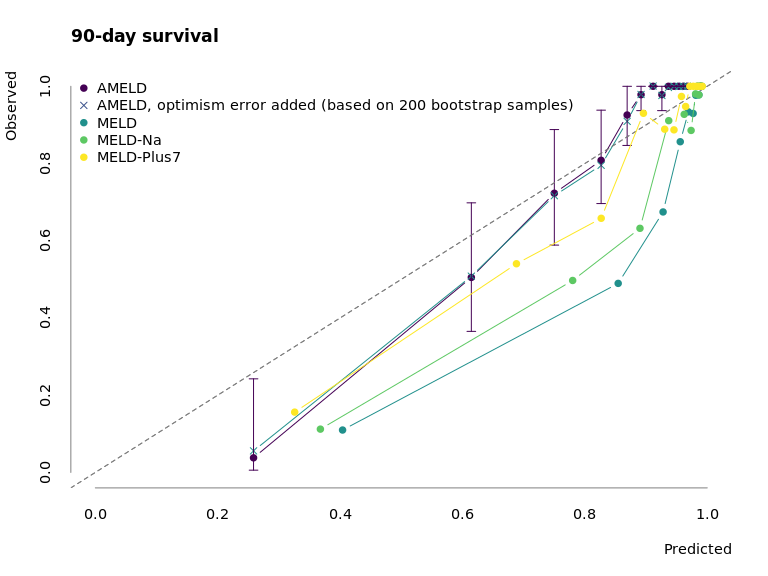 90-day survival
Observed
AMELD
AMELD, optimism error added (based on 200 bootstrap samples)
MELD
MELD-Na
MELD-Plus7
1.0
0.8
0.6
0.4
0.2
0.0
0.0 0.2 0.4 0.6 0.8 1.0
Predicted